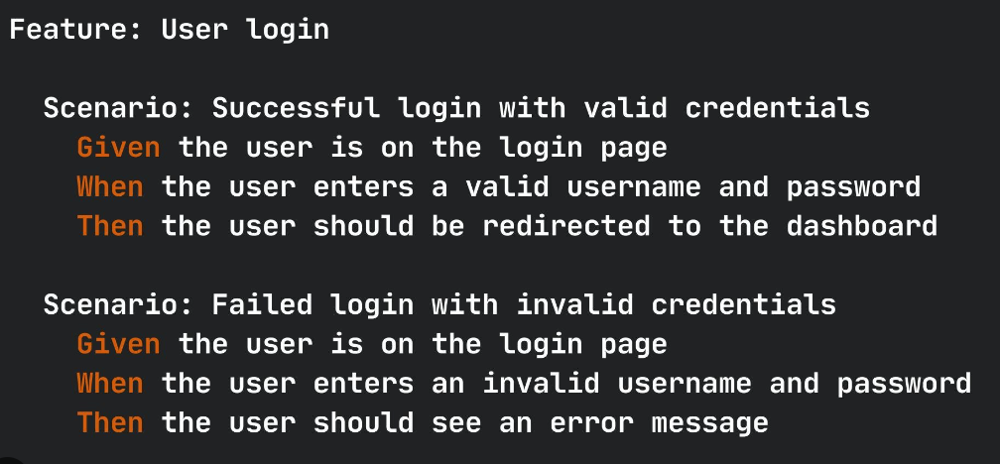 Feature: User login
Scenario: Successful login with valid credentials
Given the user is on the login page
When the user enters a valid username and password
Then the user should be redirected to the dashboard
Scenario: Failed login with invalid credentials
Given the user is on the login page
When the user enters an invalid username and password
Then the user should see an error message